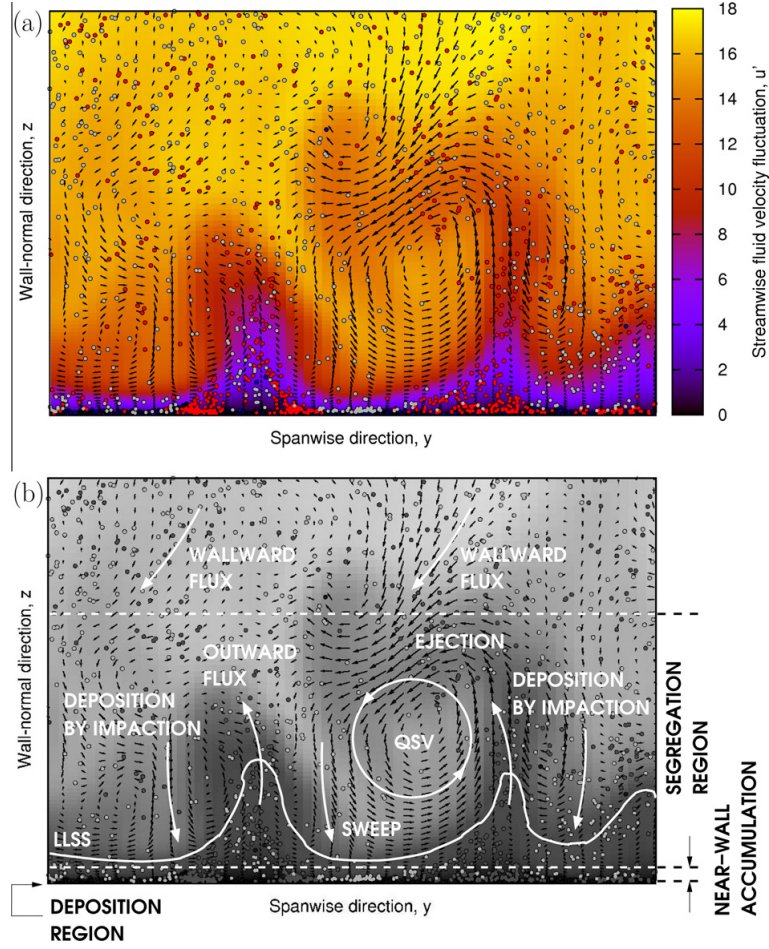 (a)
Wall-normal direction, z
Spanwise direction, y
18
16
14
12
10
8
6
4
2
0
Streamwise fluid velocity fluctuation, u'
(b)
Wall-normal direction, z
WALLWARD
FLUX
WALLWARD
FLUX
OUTWARD
FLUX
EJECTION
DEPOSITION
BY IMPACTION
DEPOSITION
BY IMPACTION
QSV
SWEEP
LLSS
SEGREGATION
REGION
NEAR-WALL
ACCUMULATION
Spanwise direction, y
DEPOSITION
REGION